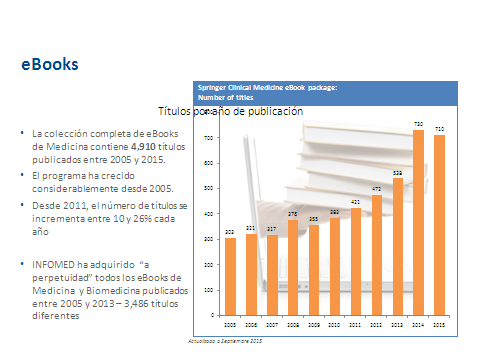 eBooks
Springer Clinical Medicine eBook package:
Number of titles
Títulos por año de publicación
• La colección completa de eBooks
de Medicina contiene 4,910 títulos
publicados entre 2005 y 2015.
• El programa ha crecido
considerablemente desde 2005.
• Desde 2011, el número de títulos se
incrementa entre 10 y 26% cada
año
• INFOMED ha adquirido “a
perpetuidad” todos los eBooks de
Medicina y Biomedicina publicados
entre 2005 y 2013 – 3,486 títulos
diferentes
700
600
500
400
300
200
100
0
303 321 317 376 355 383 421 472 538 730 710
2005 2006 2007 2008 2009 2010 2011 2012 2013 2014 2015
Actualizado a Septiembre 2015